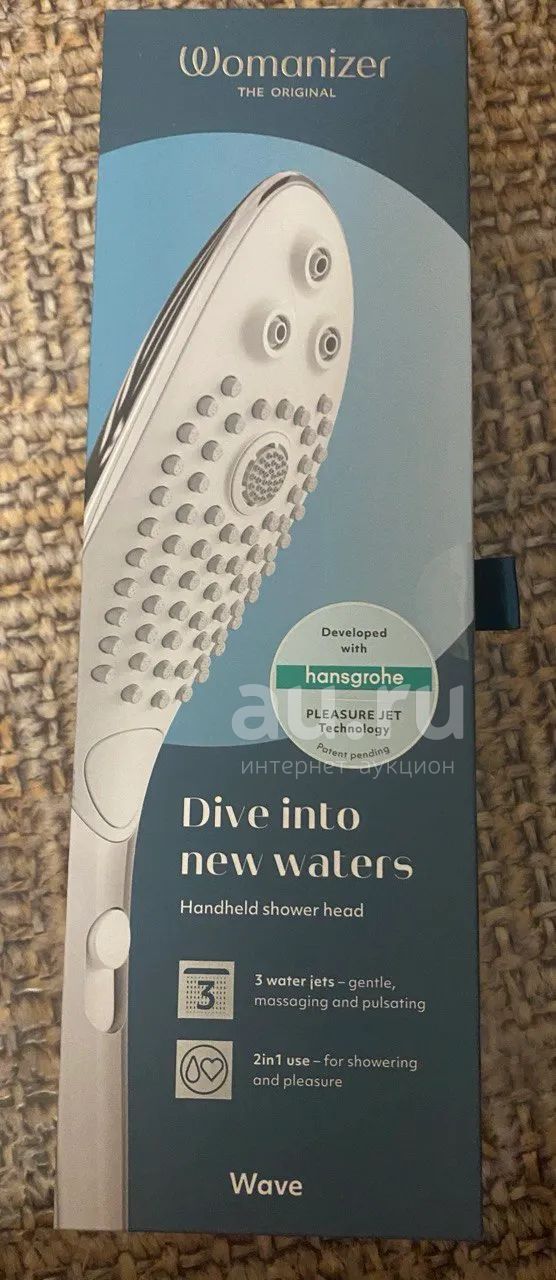 Womanizer
THE ORIGINAL
Developed
with
hansgrohe
PLEASURE JET
Technology
Patent pending
au.ru
интернет-аукцион
Dive into
new waters
Handheld shower head
3
3 water jets – gentle,
massaging and pulsating
2in1 use – for showering
and pleasure
Wave